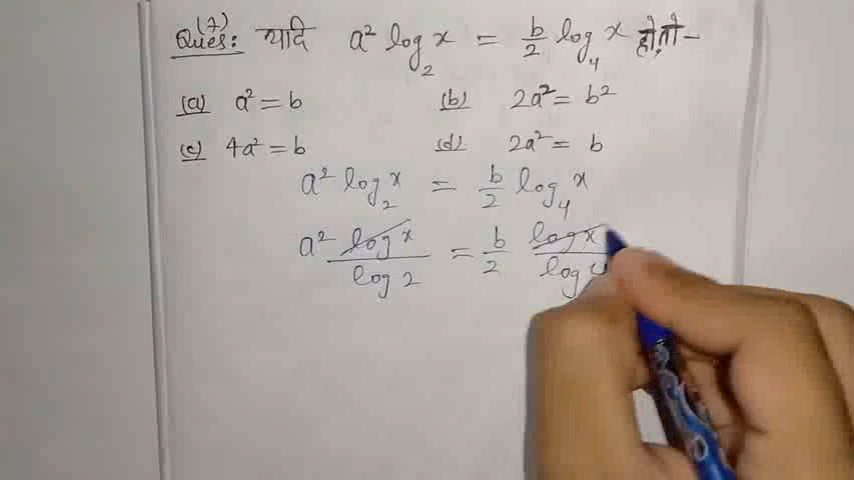 Ques: (7) यदि a² log₂ x = b/2 log₄ x हो, तो -
(a) a² = b (b) 2a² = b²
(c) 4a² = b (d) 2a² = b
a² log₂ x = b/2 log₄ x
a² log x / log 2 = b/2 log x / log 4